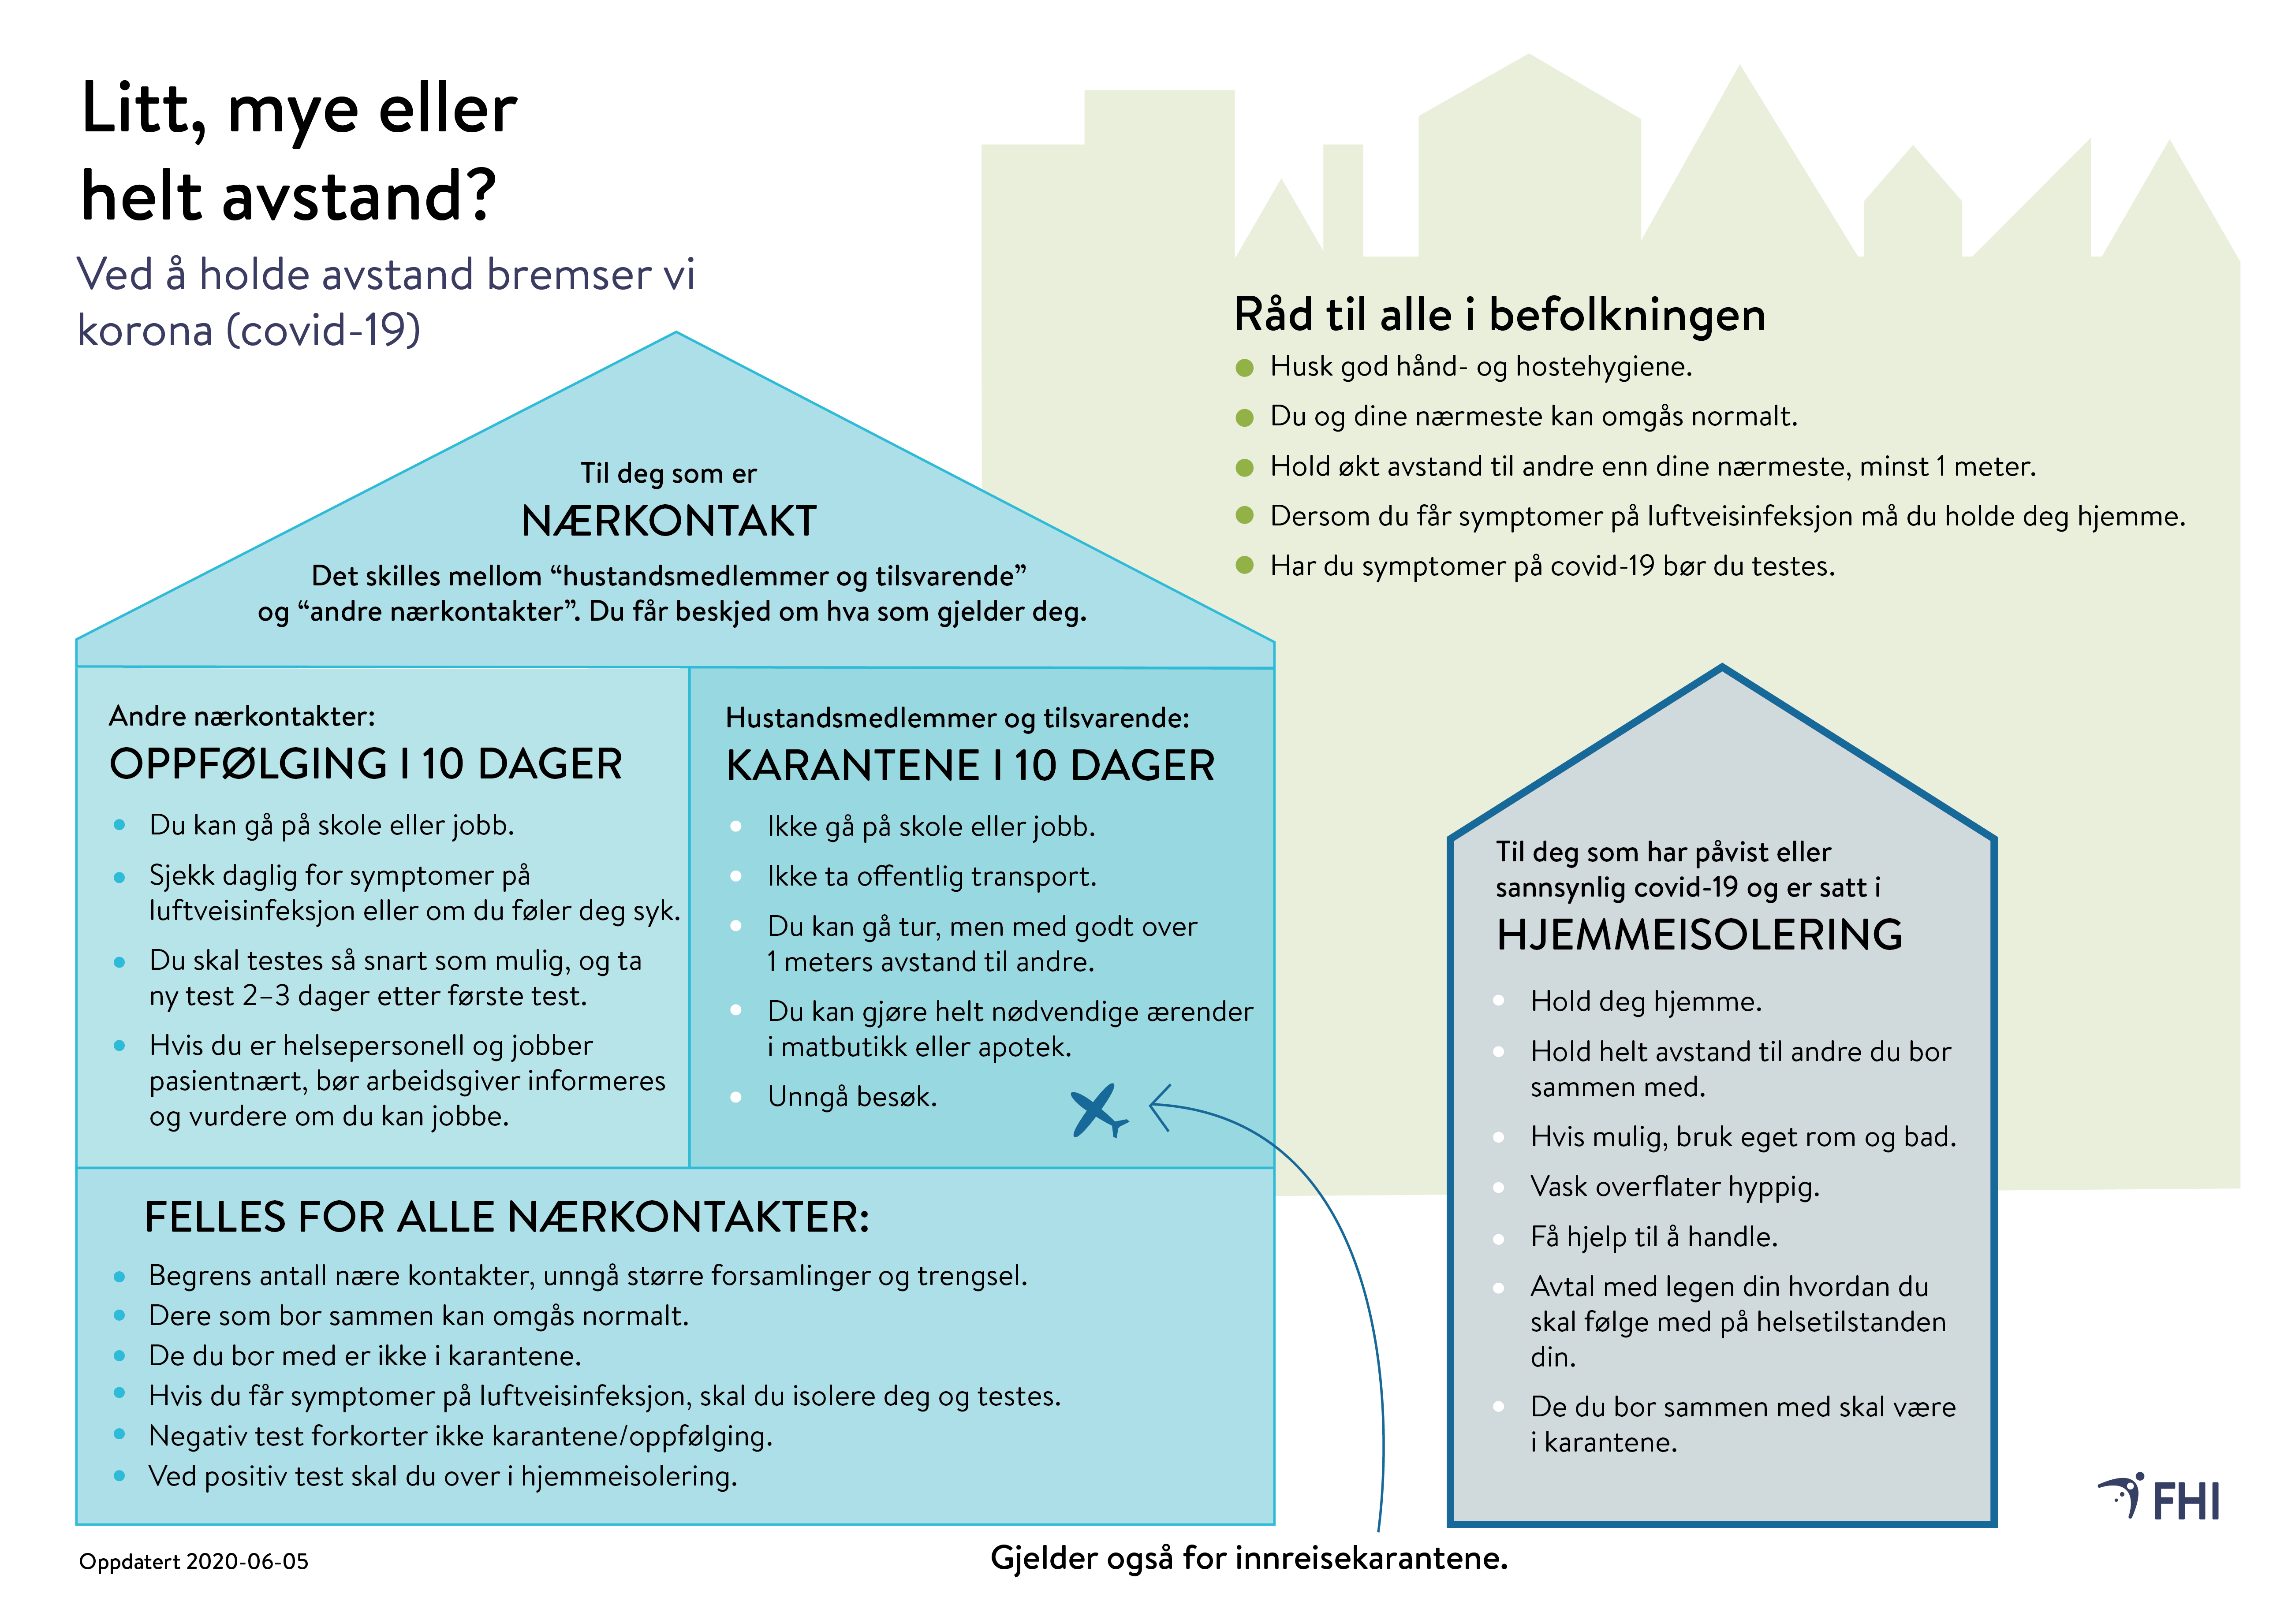 Litt, mye eller
helt avstand?
Ved å holde avstand bremser vi
korona (covid-19)
Råd til alle i befolkningen
Husk god hånd- og hostehygiene.
Du og dine nærmeste kan omgås normalt.
Hold økt avstand til andre enn dine nærmeste, minst 1 meter.
Dersom du får symptomer på luftveisinfeksjon må du holde deg hjemme.
Har du symptomer på covid-19 bør du testes.
Til deg som er
NÆRKONTAKT
Det skilles mellom “hustandsmedlemmer og tilsvarende”
og “andre nærkontakter”. Du får beskjed om hva som gjelder deg.
Andre nærkontakter:
OPPFØLGING I 10 DAGER
Du kan gå på skole eller jobb.
Sjekk daglig for symptomer på
luftveisinfeksjon eller om du føler deg syk.
Du skal testes så snart som mulig, og ta
ny test 2–3 dager etter første test.
Hvis du er helsepersonell og jobber
pasientnært, bør arbeidsgiver informeres
og vurdere om du kan jobbe.
Hustandsmedlemmer og tilsvarende:
KARANTENE I 10 DAGER
Ikke gå på skole eller jobb.
Ikke ta offentlig transport.
Du kan gå tur, men med godt over
1 meters avstand til andre.
Du kan gjøre helt nødvendige ærender
i matbutikk eller apotek.
Unngå besøk.
FELLES FOR ALLE NÆRKONTAKTER:
Begrens antall nære kontakter, unngå større forsamlinger og trengsel.
Dere som bor sammen kan omgås normalt.
De du bor med er ikke i karantene.
Hvis du får symptomer på luftveisinfeksjon, skal du isolere deg og testes.
Negativ test forkorter ikke karantene/oppfølging.
Ved positiv test skal du over i hjemmeisolering.
Til deg som har påvist eller
sannsynlig covid-19 og er satt i
HJEMMEISOLERING
Hold deg hjemme.
Hold helt avstand til andre du bor
sammen med.
Hvis mulig, bruk eget rom og bad.
Vask overflater hyppig.
Få hjelp til å handle.
Avtal med legen din hvordan du
skal følge med på helsetilstanden
din.
De du bor sammen med skal være
i karantene.
FHI
Gjelder også for innreisekarantene.
Oppdatert 2020-06-05